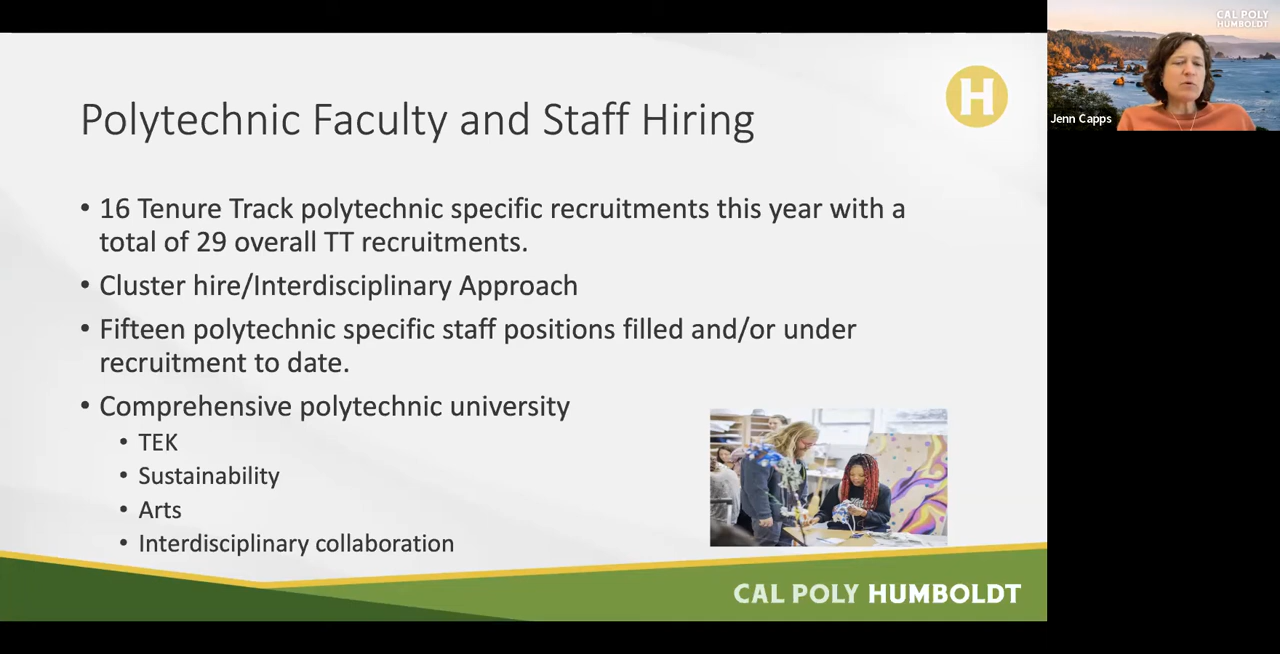 CAL POLY
HUMBOLDT
Jenn Capps
H
Polytechnic Faculty and Staff Hiring
• 16 Tenure Track polytechnic specific recruitments this year with a
total of 29 overall TT recruitments.
• Cluster hire/Interdisciplinary Approach
• Fifteen polytechnic specific staff positions filled and/or under
recruitment to date.
• Comprehensive polytechnic university
• TEK
• Sustainability
• Arts
• Interdisciplinary collaboration
CAL POLY HUMBOLDT